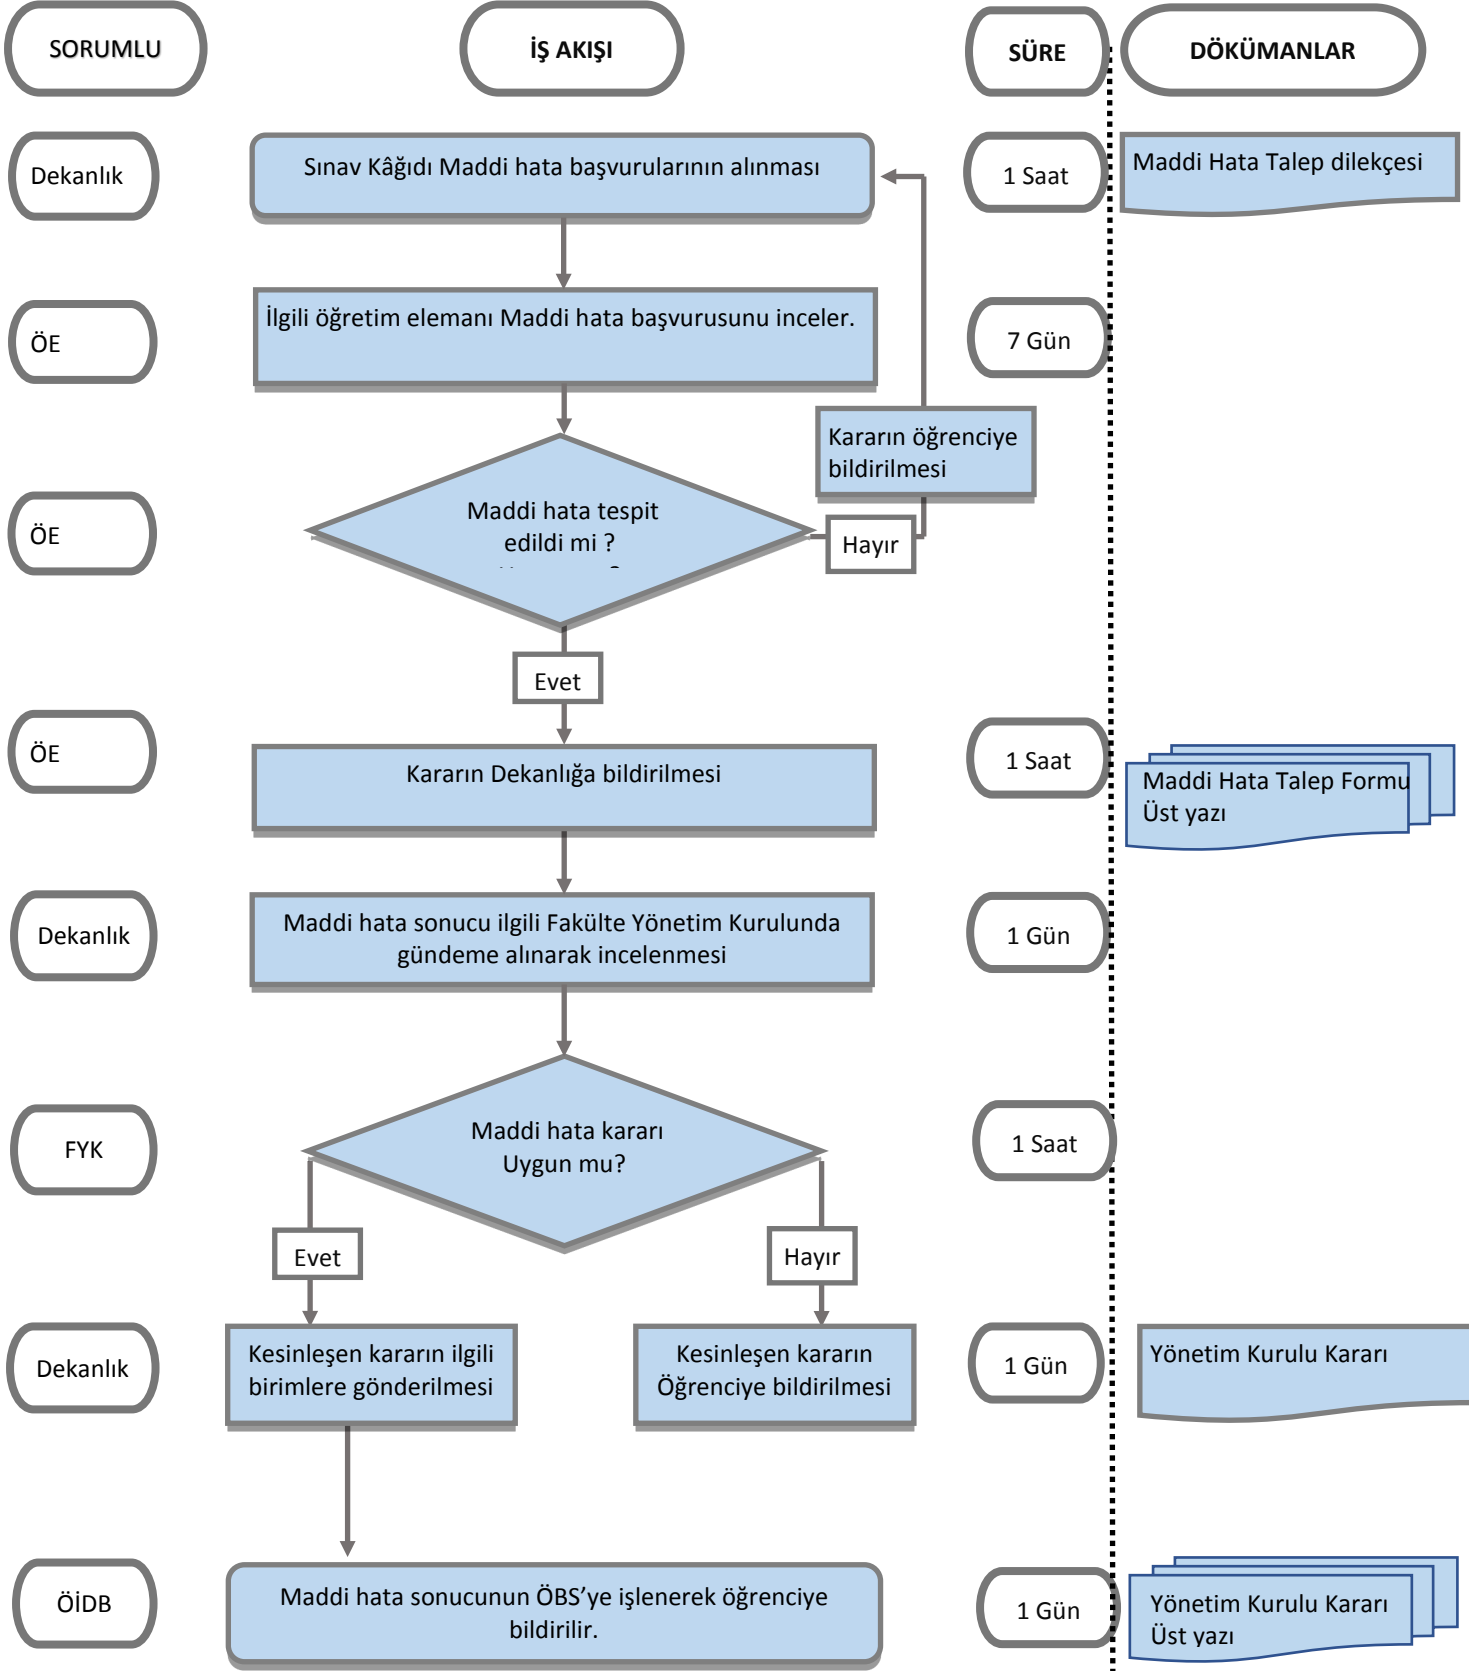 SORUMLU
İŞ AKIŞI
SÜRE
DÖKÜMANLAR
Dekanlık
Sınav Kâğıdı Maddi hata başvurularının alınması
1 Saat
Maddi Hata Talep dilekçesi
ÖE
İlgili öğretim elemanı Maddi hata başvurusunu inceler.
7 Gün
Kararın öğrenciye
bildirilmesi
ÖE
Maddi hata tespit
edildi mi ?
Hayır
Evet
ÖE
Kararın Dekanlığa bildirilmesi
1 Saat
Maddi Hata Talep Formu
Üst yazı
Dekanlık
Maddi hata sonucu ilgili Fakülte Yönetim Kurulunda
gündeme alınarak incelenmesi
1 Gün
FYK
Maddi hata kararı
Uygun mu?
1 Saat
Evet
Hayır
Dekanlık
Kesinleşen kararın ilgili
birimlere gönderilmesi
Kesinleşen kararın
Öğrenciye bildirilmesi
1 Gün
Yönetim Kurulu Kararı
ÖİDB
Maddi hata sonucunun ÖBS’ye işlenerek öğrenciye
bildirilir.
1 Gün
Yönetim Kurulu Kararı
Üst yazı